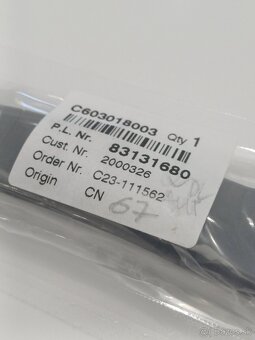 C603018003 Qty 1
P.L. Nr. 83131680
Cust. Nr. 2000326
Order Nr. C23-111562
Origin CN
67